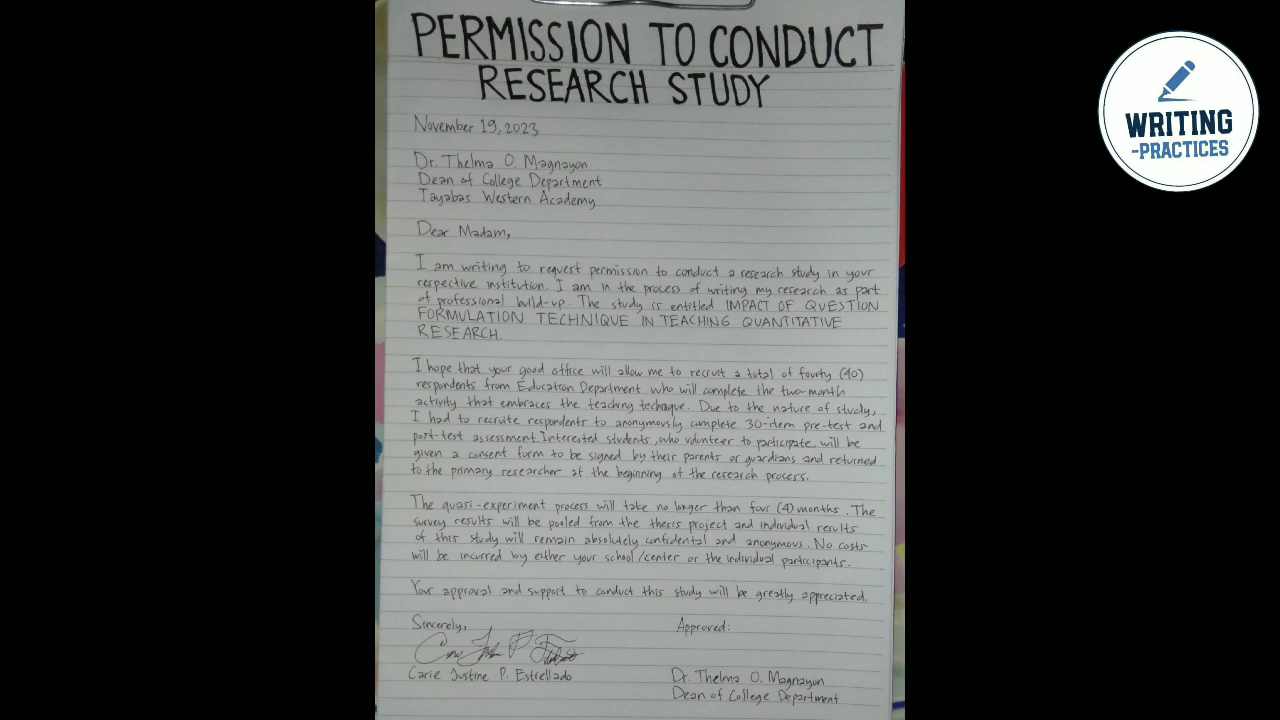 PERMISSION TO CONDUCT
RESEARCH STUDY
November 19, 2023
Dr. Thelma O. Magnayon
Dean of College Department
Tayabas Western Academy
Dear Madam,
I am writing to request permission to conduct a research study in your
respective institution. I am in the process of writing my research as part
of professional build-up. The study is entitled IMPACT OF QUESTION
FORMULATION TECHNIQUE IN TEACHING QUANTITATIVE
RESEARCH.
I hope that your good office will allow me to recruit a total of fourty (40)
respondents from Education Department who will complete the two-month
activity that embraces the teaching technique. Due to the nature of study,
I had to recruite respondents to anonymously complete 30-item pre-test and
post-test assessment. Interested students, who volunteer to participate, will be
given a consent form to be signed by their parents or guardians and returned
to the primary researcher at the beginning of the research process.
The quasi-experiment process will take no longer than four (4) months. The
survey results will be pooled from the thesis project and individual results
of this study will remain absolutely confidental and anonymous. No costs
will be incurred by either your school/center or the individual participants.
Your approval and support to conduct this study will be greatly appreciated.
Sincerely,
Approved:
Carie Justine P. Estrellado
Dr. Thelma O. Magnayon
Dean of College Department
WRITING
-PRACTICES